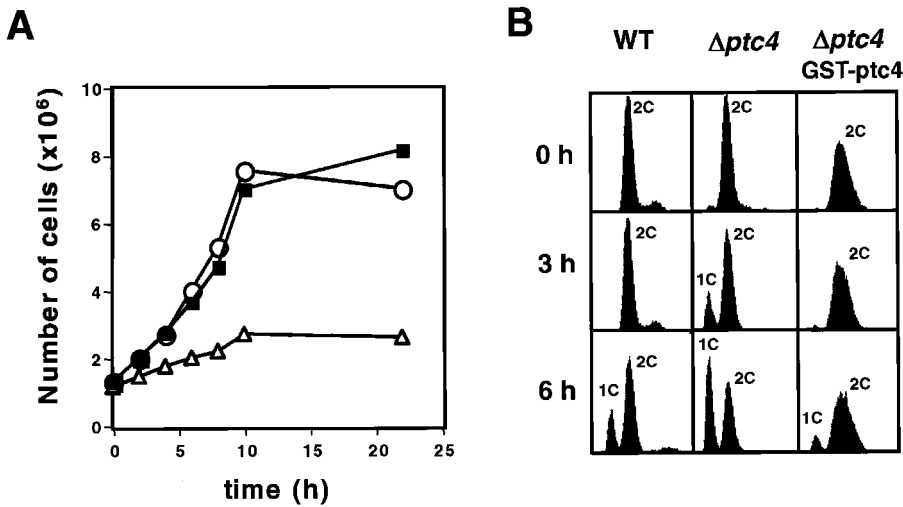 A
Number of cells (x10⁶)
10
8
6
4
2
0
0 5 10 15 20 25
time (h)
B
WT Δptc4 Δptc4
GST-ptc4
0 h
2C 2C 2C
3 h
2C 1C 2C 2C
6 h
1C 2C 1C 2C 1C 2C